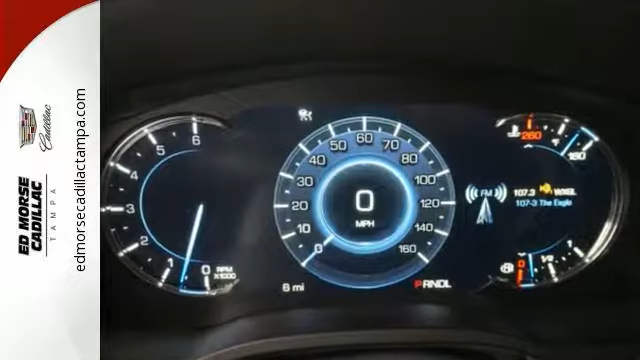 Cadillac
ED MORSE
CADILLAC
TAMPA
edmorsecadillactampa.com
6
5
4
3
2
1
0
RPM
X1000
0
10
20
30
40
50
60
70
80
100
120
140
160
0
MPH
6 mi
PRNDL
FM
107.3
107-3 The Eagle
260
160
0